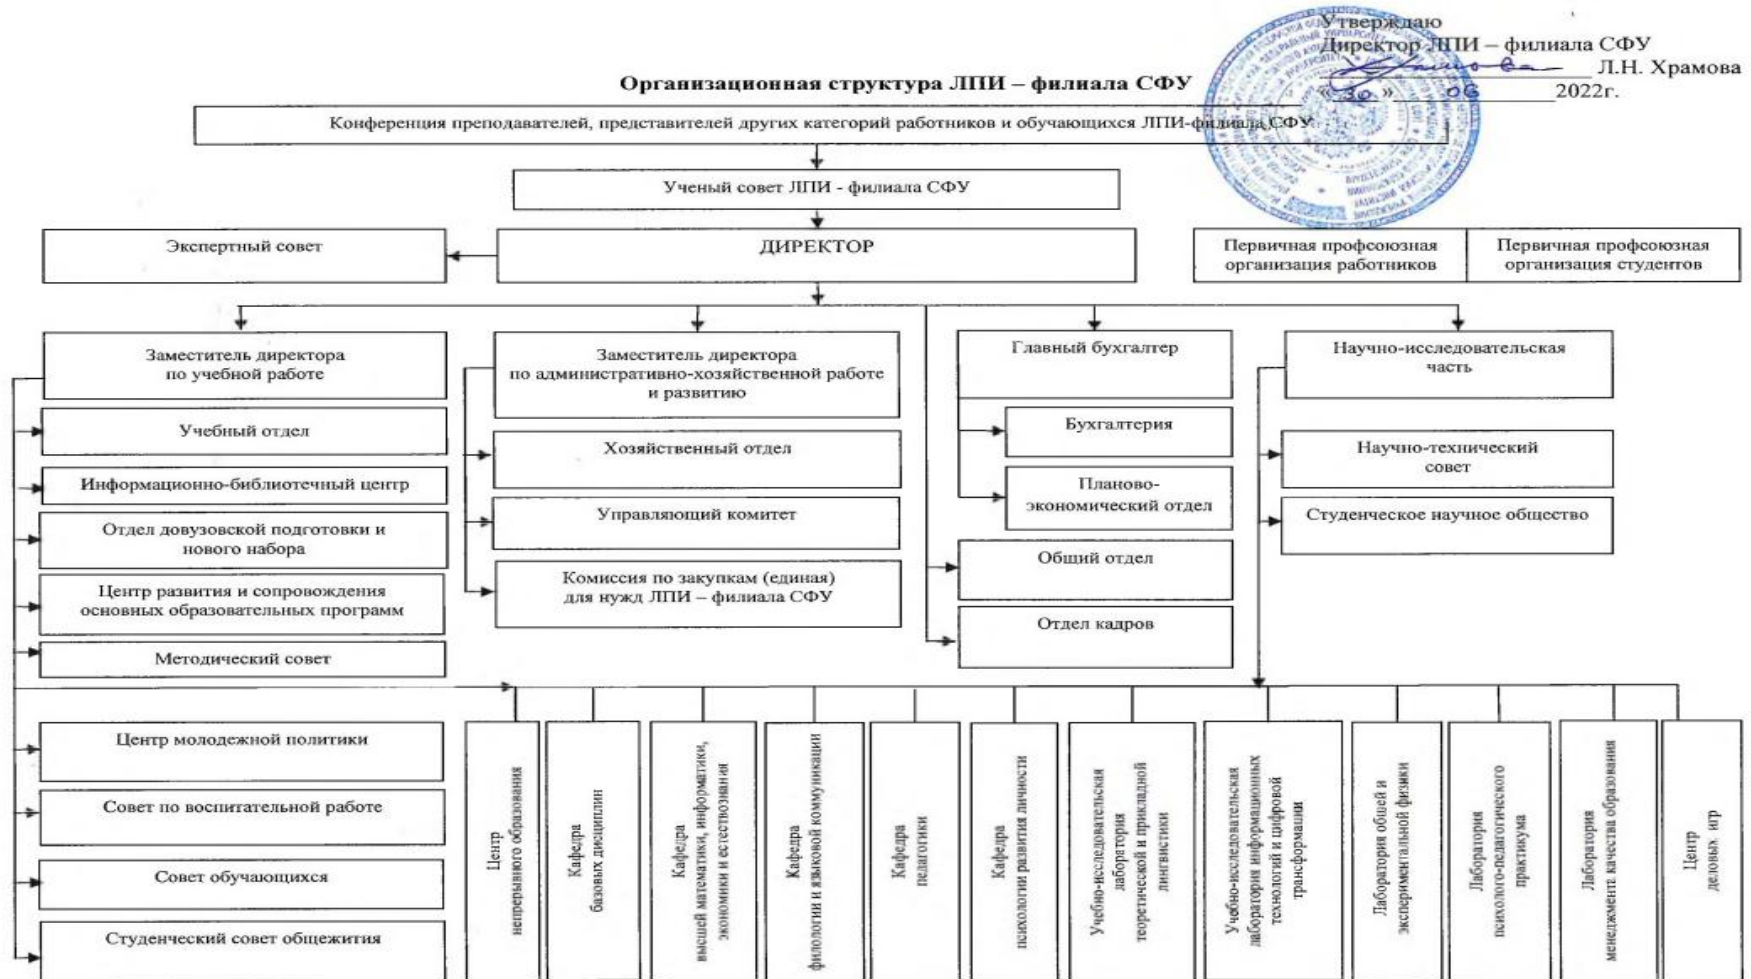 Утверждаю
Директор ЛПИ – филиала СФУ
Л.Н. Храмова
« 30 » 06 2022г.
Организационная структура ЛПИ – филиала СФУ
Конференция преподавателей, представителей других категорий работников и обучающихся ЛПИ-филиала СФУ
Ученый совет ЛПИ - филиала СФУ
Экспертный совет
ДИРЕКТОР
Первичная профсоюзная
организация работников
Первичная профсоюзная
организация студентов
Заместитель директора
по учебной работе
Учебный отдел
Информационно-библиотечный центр
Отдел довузовской подготовки и
нового набора
Центр развития и сопровождения
основных образовательных программ
Методический совет
Центр молодежной политики
Совет по воспитательной работе
Совет обучающихся
Студенческий совет общежития
Заместитель директора
по административно-хозяйственной работе
и развитию
Хозяйственный отдел
Управляющий комитет
Комиссия по закупкам (единая)
для нужд ЛПИ – филиала СФУ
Главный бухгалтер
Бухгалтерия
Планово-
экономический отдел
Общий отдел
Отдел кадров
Научно-исследовательская
часть
Научно-технический
совет
Студенческое научное общество
Центр
непрерывного образования
Кафедра
базовых дисциплин
Кафедра
высшей математики, информатики,
экономики и естествознания
Кафедра
филологии и языковой коммуникации
Кафедра
педагогики
Кафедра
психологии развития личности
Учебно-исследовательская
лаборатория
теоретической и прикладной
лингвистики
Учебно-исследовательская
лаборатория информационных
технологий и цифровой
трансформации
Лаборатория общей и
экспериментальной физики
Лаборатория
психолого-педагогического
практикума
Лаборатория
менеджмента качества образования
Центр
деловых игр